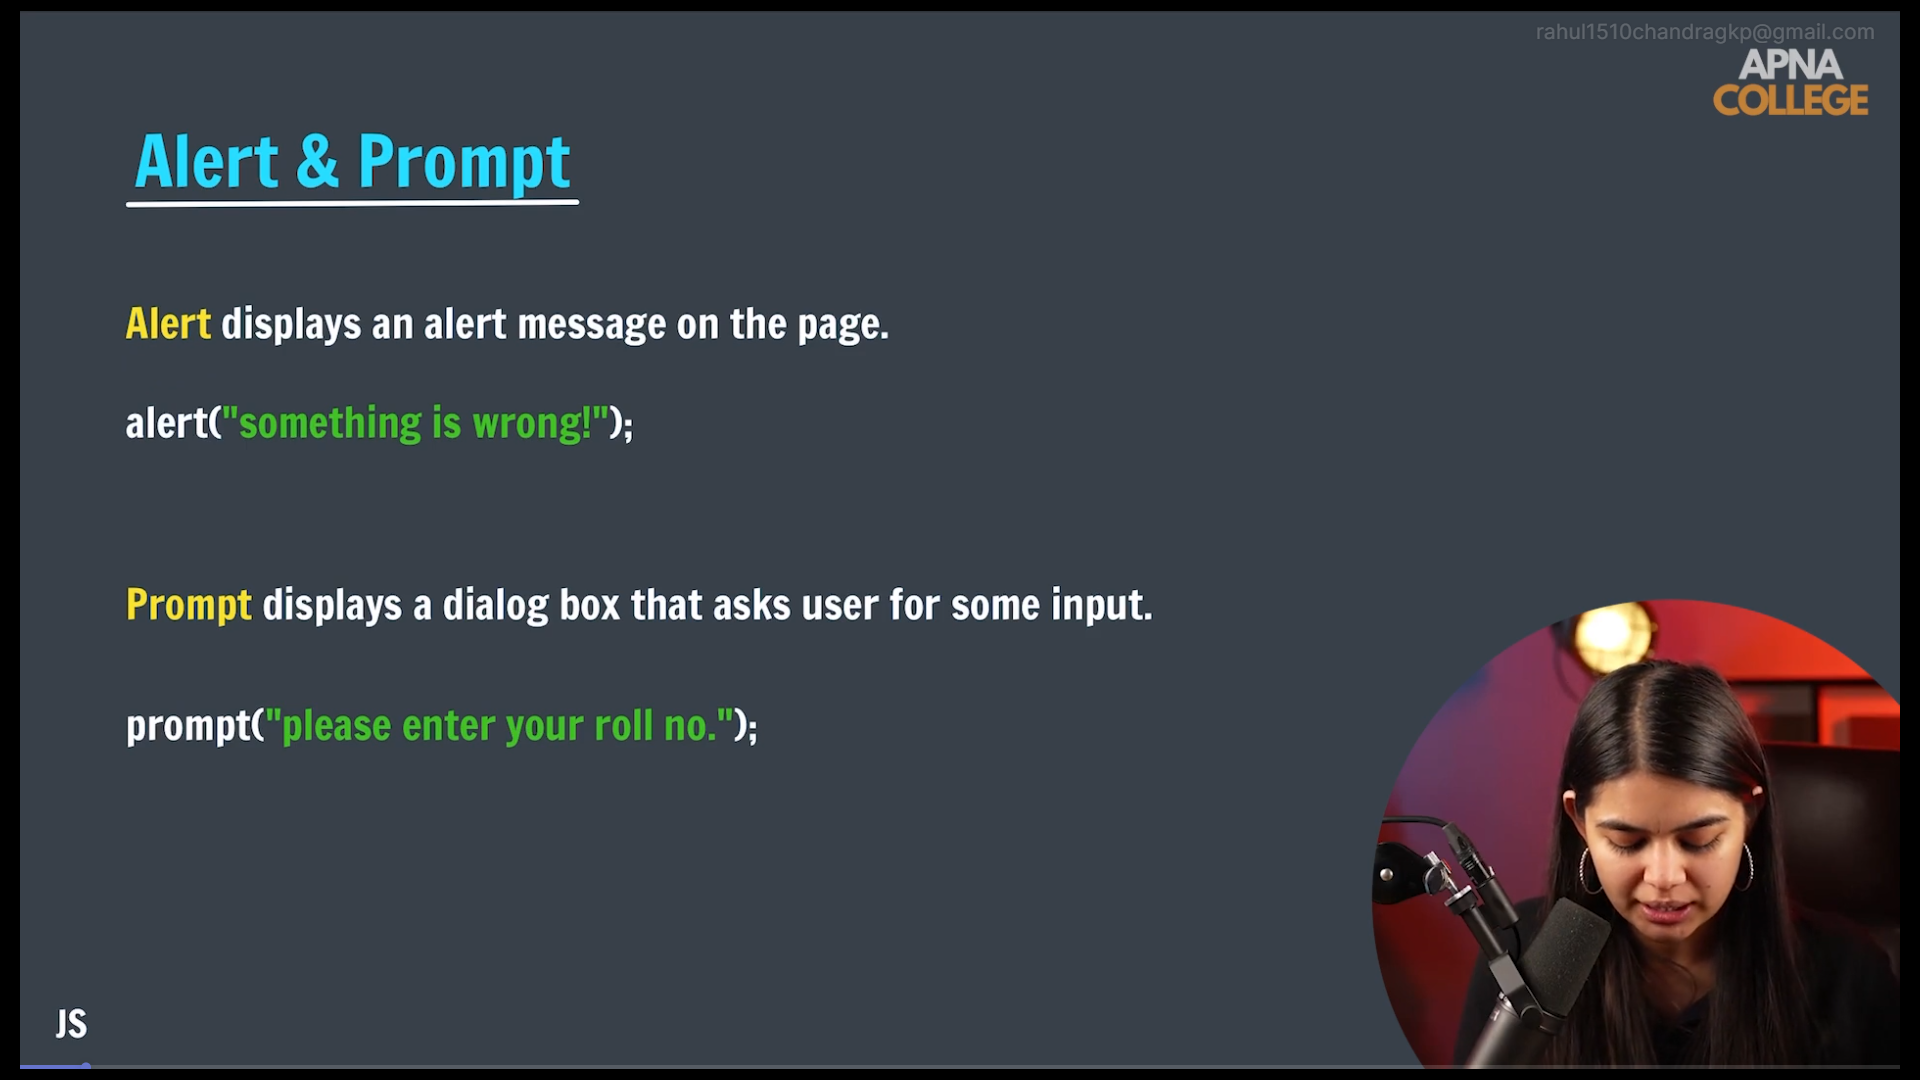 rahul1510chandragkp@gmail.com
APNA
COLLEGE
Alert & Prompt
Alert displays an alert message on the page.
alert("something is wrong!");
Prompt displays a dialog box that asks user for some input.
prompt("please enter your roll no.");
JS